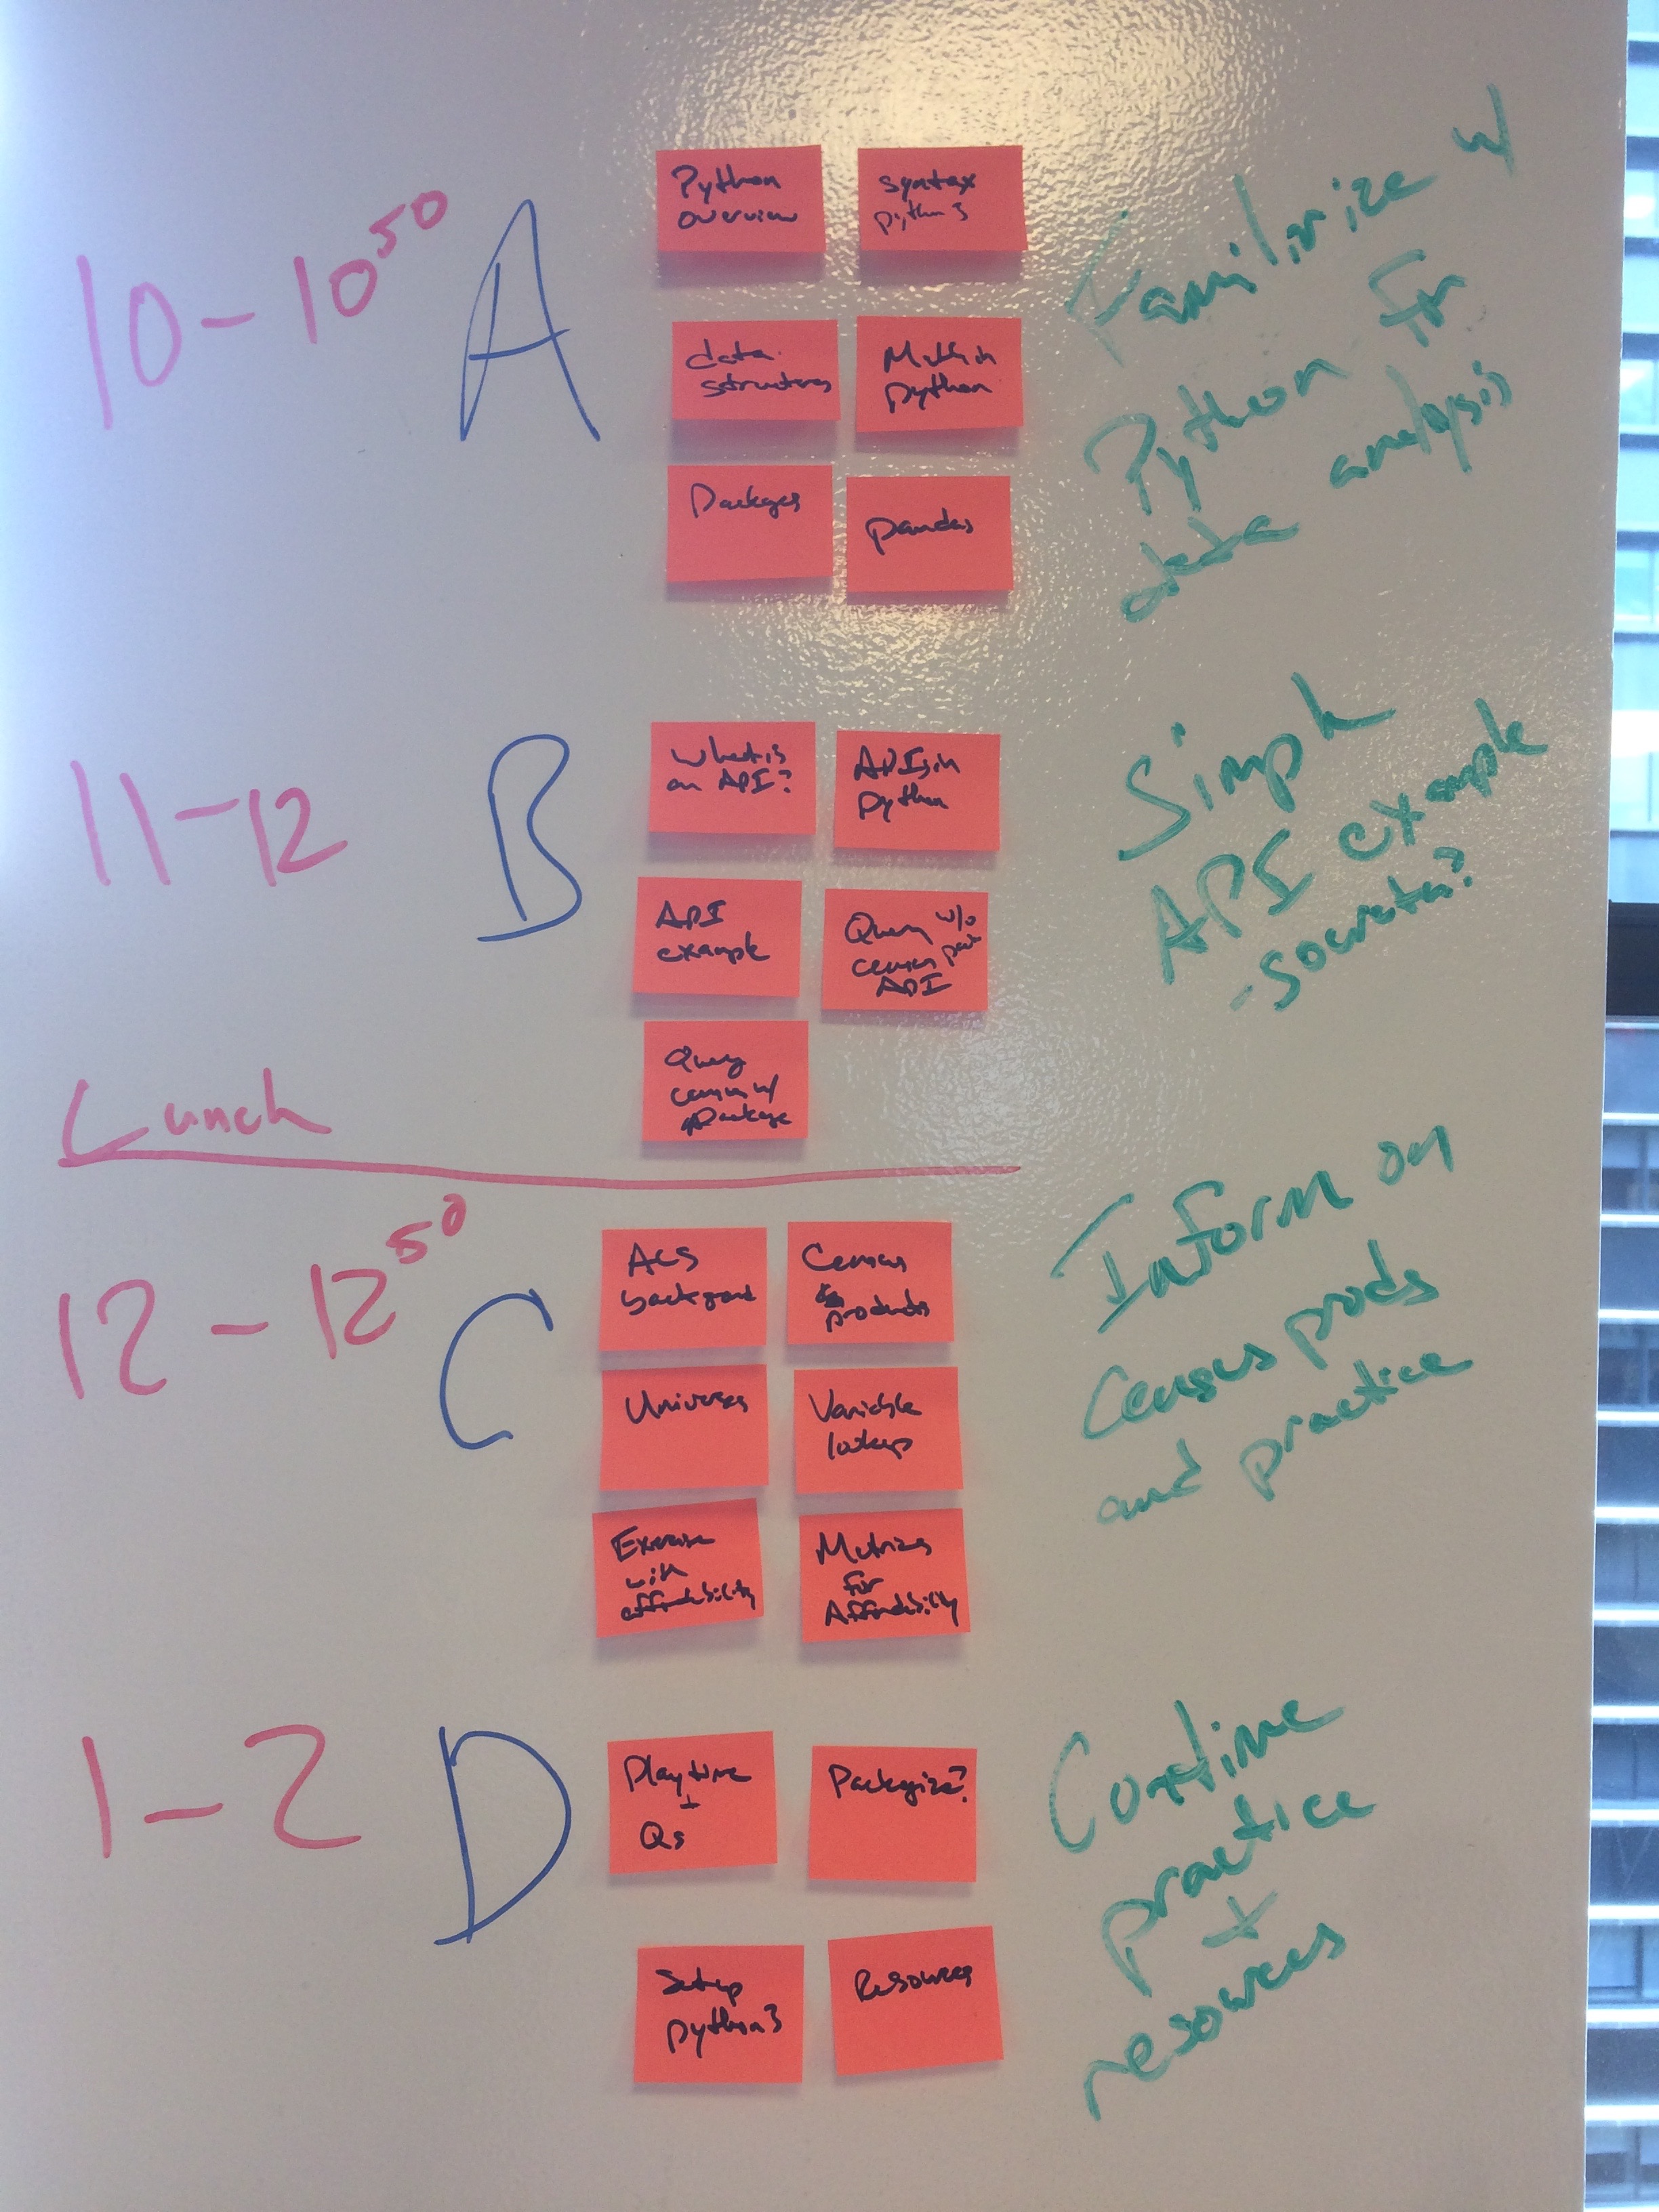 10-10 50
A
Python
overview
syntax
python 3
data
structures
Math in
python
Packages
pandas
Familirize w/
Python for
data analysis
11-12
B
What is
an API?
APIs in
python
API
example
Query w/o
census pack
API
Query
census w/
Package
Simple
API example
-socrata?
Lunch
12-12 50
C
ACS
background
Census
products
Universes
Variable
lookup
Exercise
with
affordability
Metrics
for
Affordability
Inform on
Census prods
and practice
1-2
D
Playtime
+
Qs
Packagize?
Setup
python3
Resources
Continue
practice
+
resources